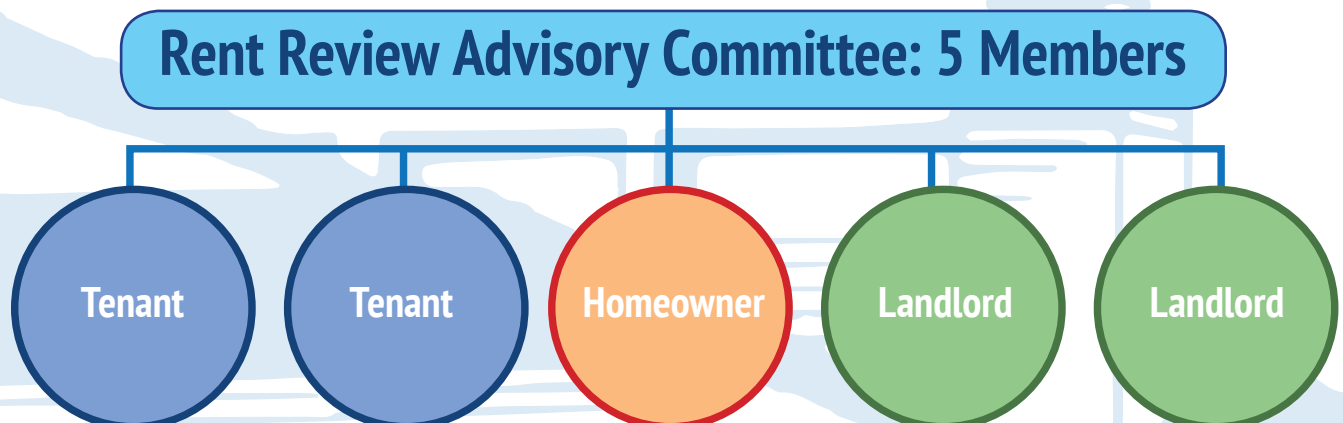 Rent Review Advisory Committee: 5 Members
Tenant
Tenant
Homeowner
Landlord
Landlord